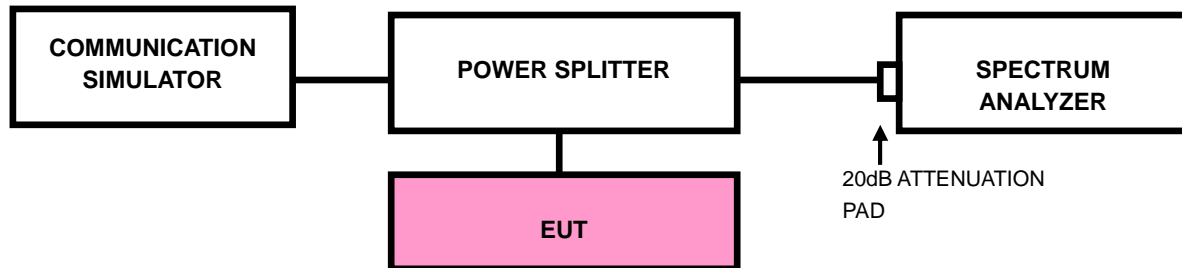 COMMUNICATION
SIMULATOR
POWER SPLITTER
SPECTRUM
ANALYZER
20dB ATTENUATION
PAD
EUT